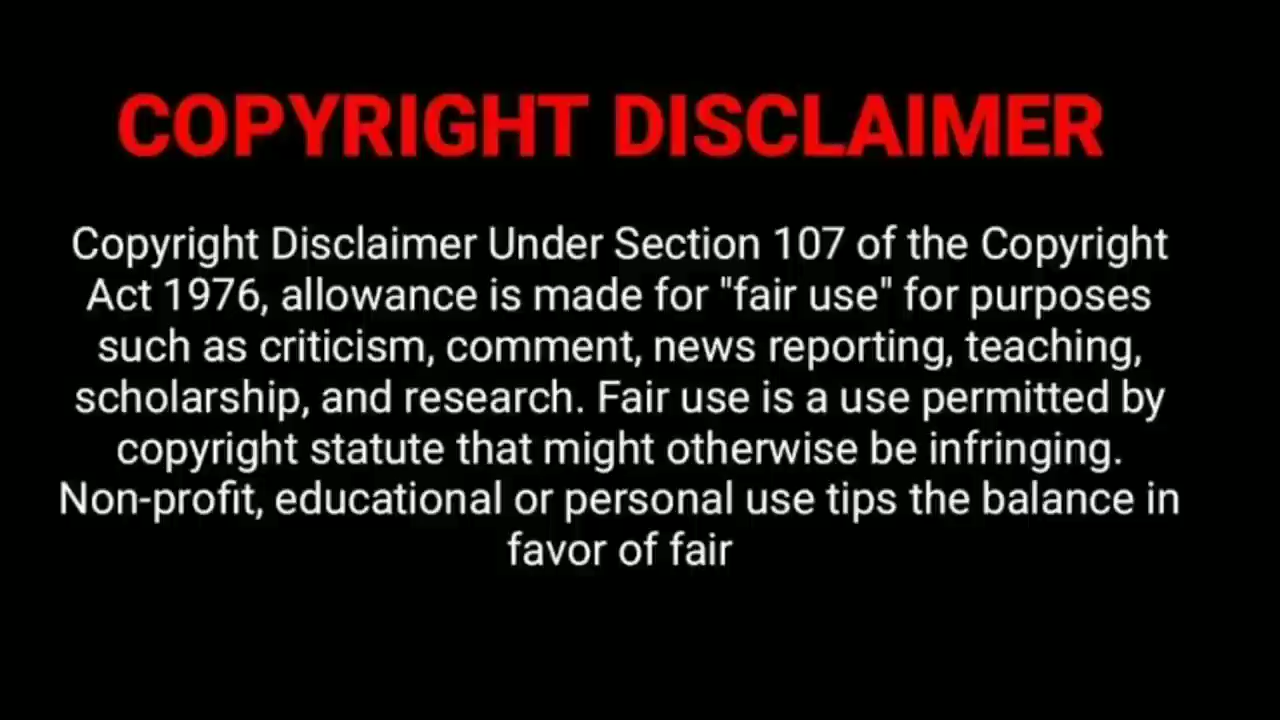 COPYRIGHT DISCLAIMER
Copyright Disclaimer Under Section 107 of the Copyright
Act 1976, allowance is made for "fair use" for purposes
such as criticism, comment, news reporting, teaching,
scholarship, and research. Fair use is a use permitted by
copyright statute that might otherwise be infringing.
Non-profit, educational or personal use tips the balance in
favor of fair